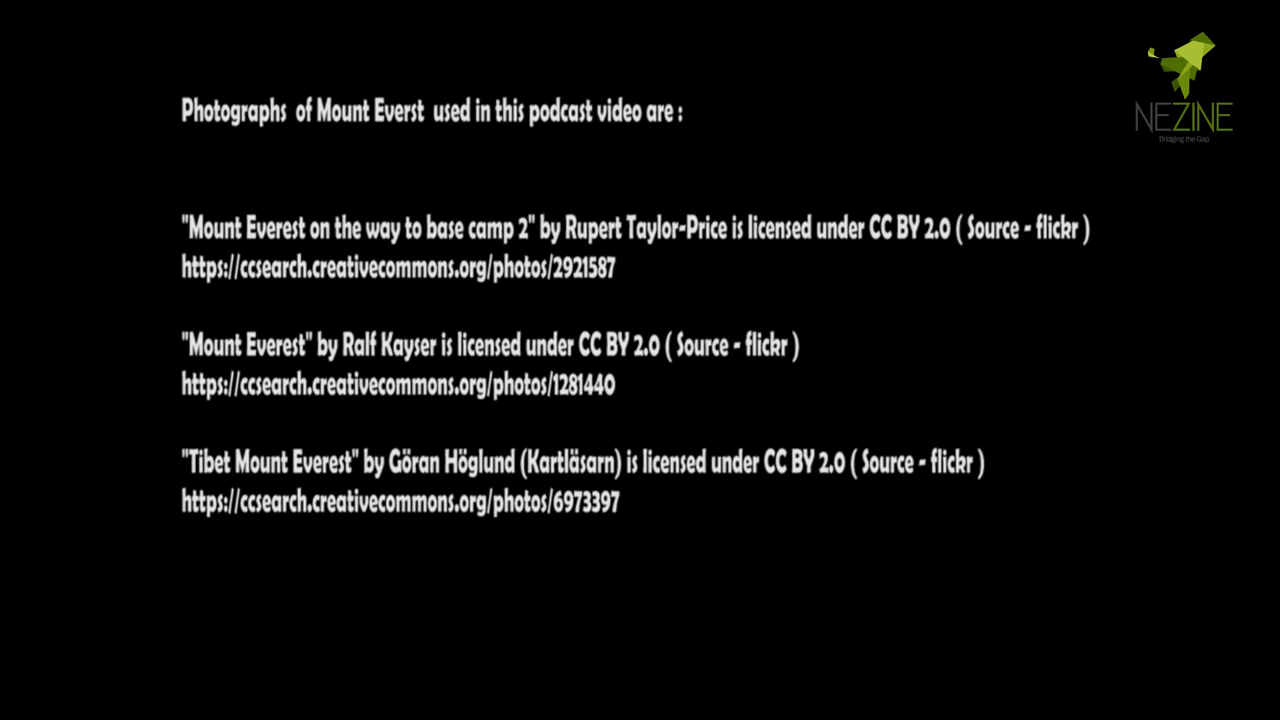 NEZINE
Bridging the Gap
Photographs of Mount Everst used in this podcast video are :
"Mount Everest on the way to base camp 2" by Rupert Taylor-Price is licensed under CC BY 2.0 ( Source - flickr )
https://ccsearch.creativecommons.org/photos/2921587
"Mount Everest" by Ralf Kayser is licensed under CC BY 2.0 ( Source - flickr )
https://ccsearch.creativecommons.org/photos/1281440
"Tibet Mount Everest" by Göran Höglund (Kartläsarn) is licensed under CC BY 2.0 ( Source - flickr )
https://ccsearch.creativecommons.org/photos/6973397